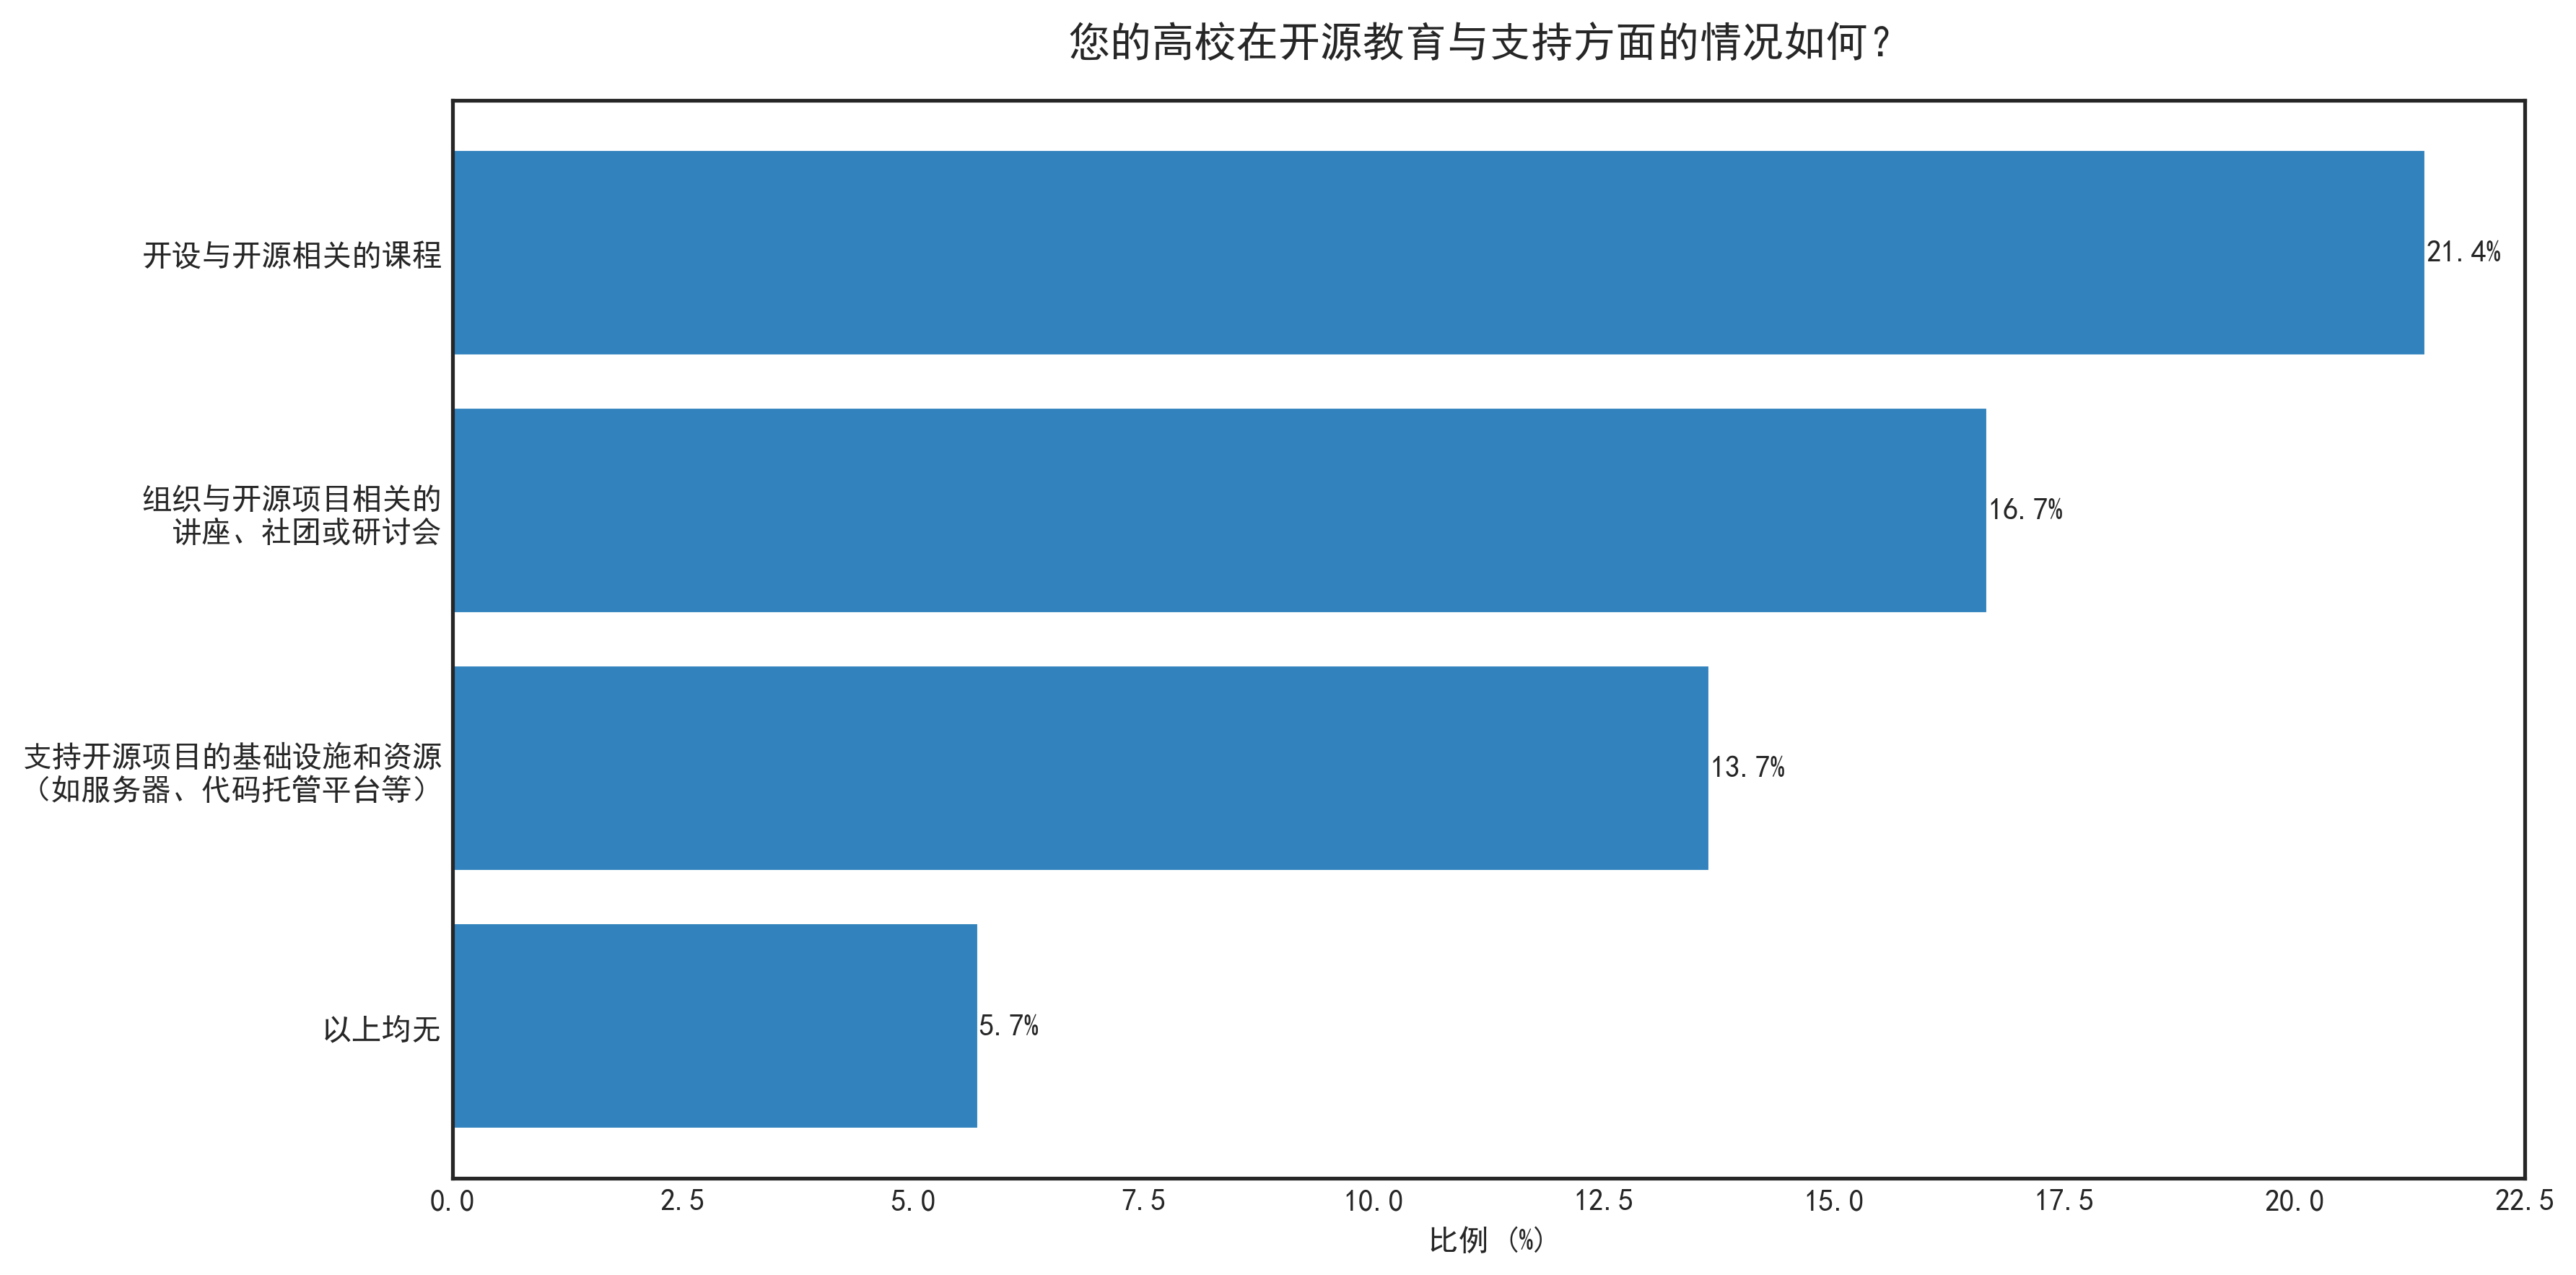 您的高校在开源教育与支持方面的情况如何？
开设与开源相关的课程
21.4%
组织与开源项目相关的
讲座、社团或研讨会
16.7%
支持开源项目的基础设施和资源
（如服务器、代码托管平台等）
13.7%
以上均无
5.7%
0.0 2.5 5.0 7.5 10.0 12.5 15.0 17.5 20.0 22.5
比例 (%)